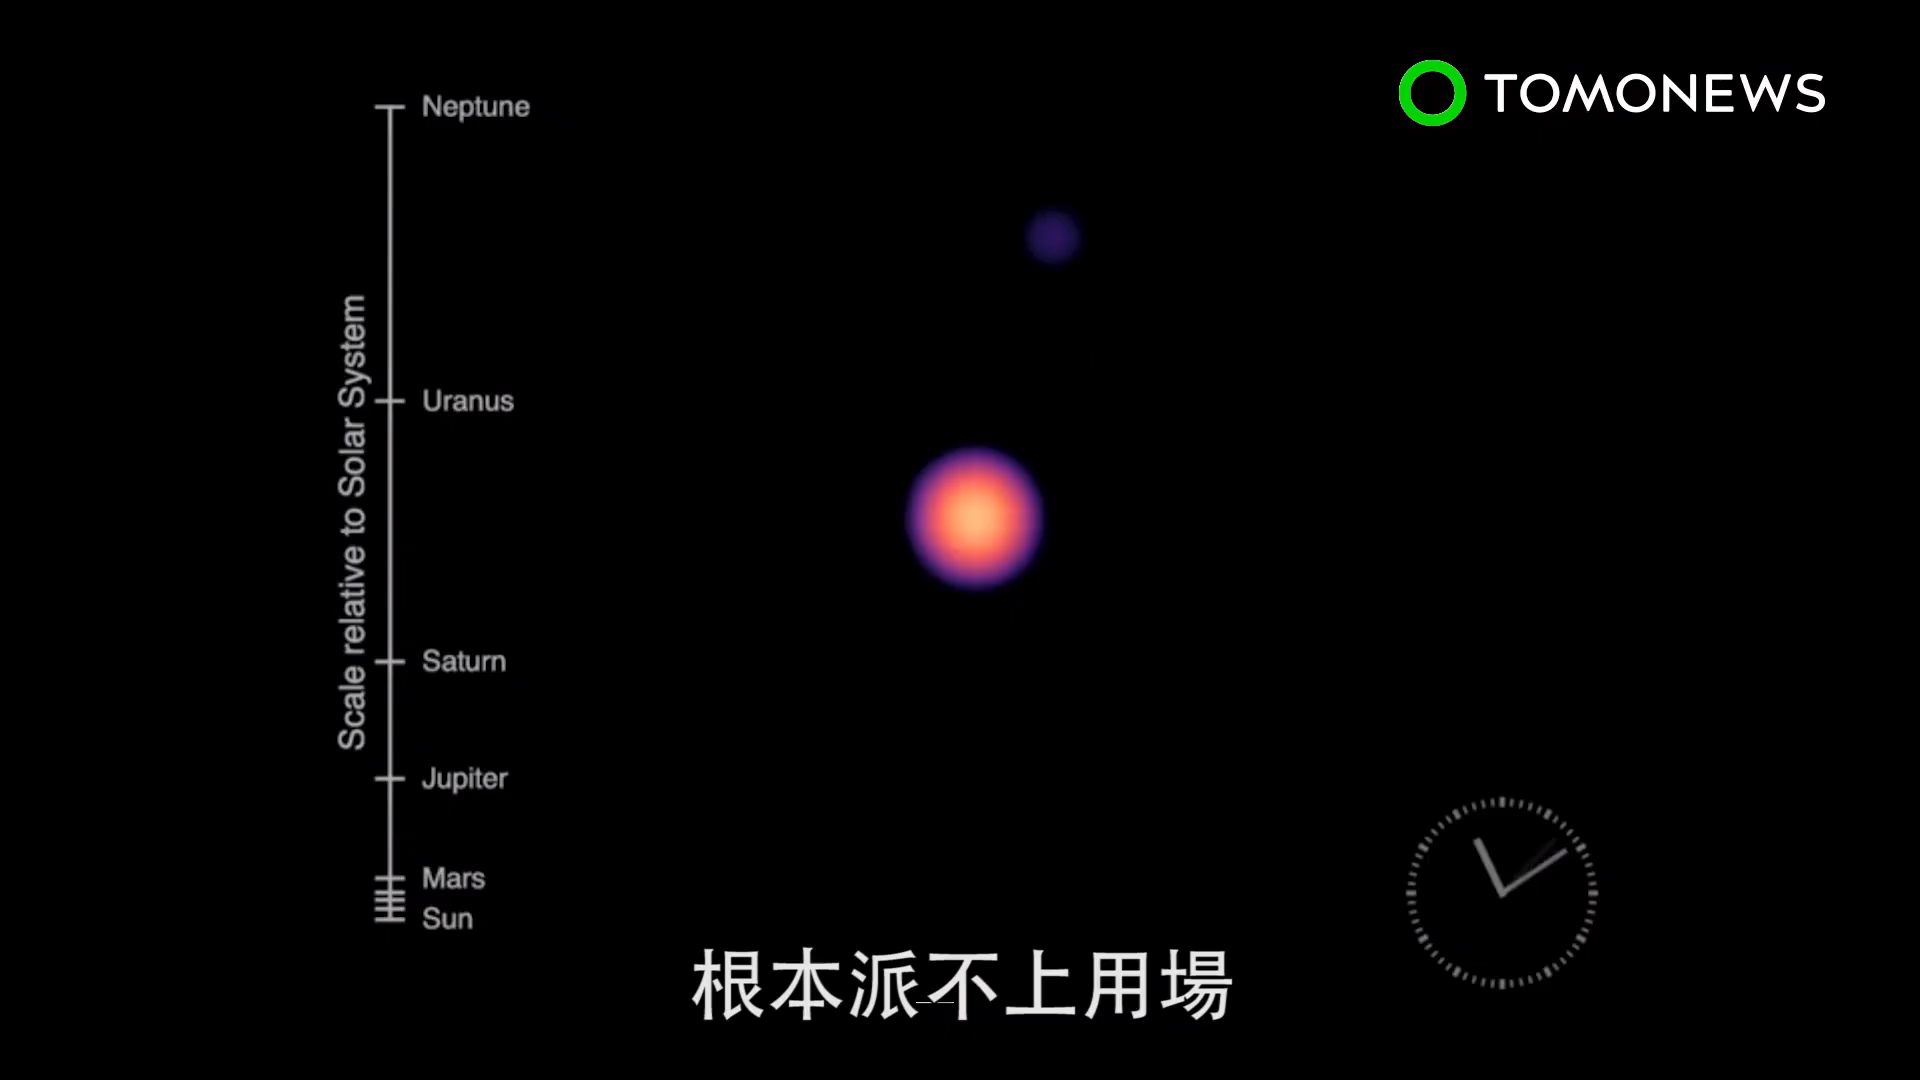 TOMONEWS
Neptune
Uranus
Scale relative to Solar System
Saturn
Jupiter
Mars
Sun
根本派不上用場